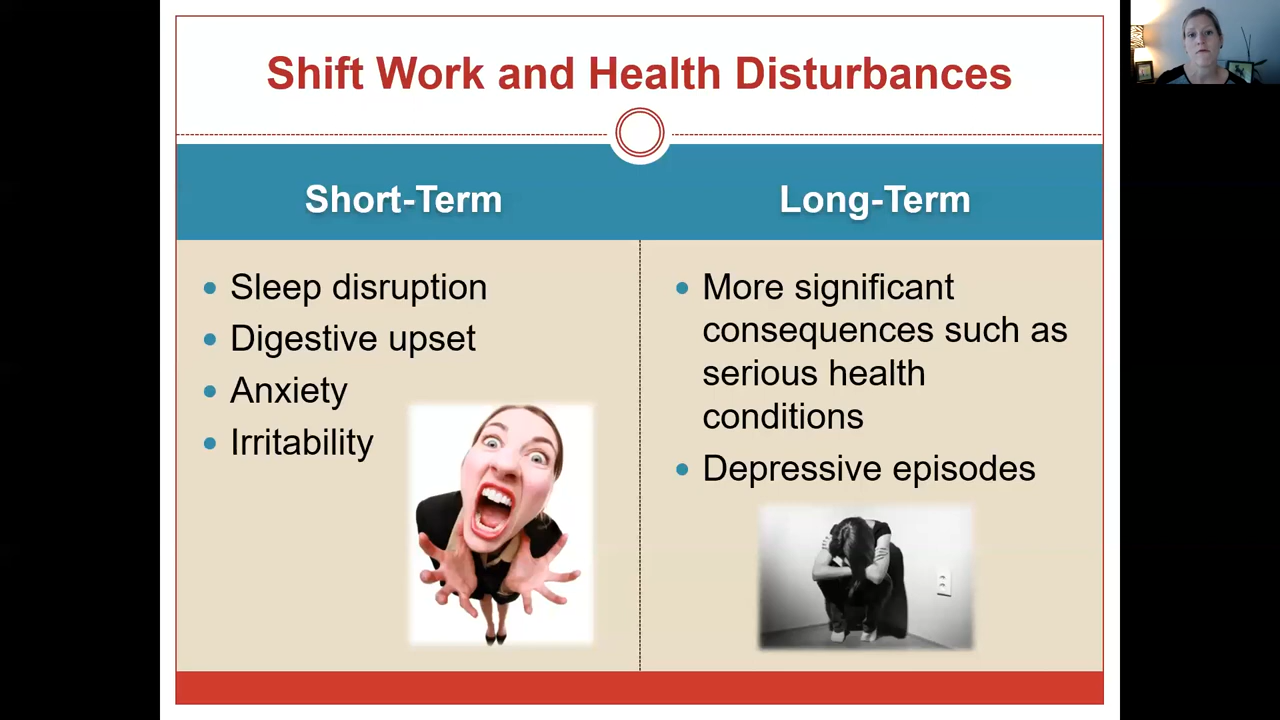 Shift Work and Health Disturbances
Short-Term
Sleep disruption
Digestive upset
Anxiety
Irritability
Long-Term
More significant
consequences such as
serious health
conditions
Depressive episodes